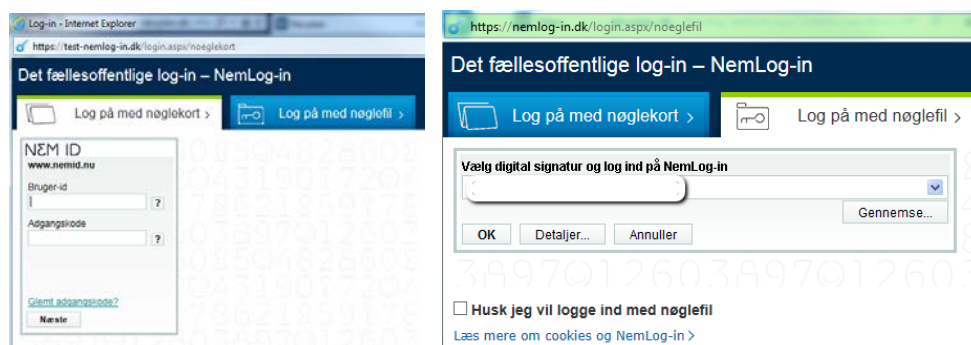 Log-in - Internet Explorer
https://test-nemlog-in.dk/login.aspx/noeglekort
Det fællesoffentlige log-in – NemLog-in
Log på med nøglekort >
Log på med nøglefil >
NEM ID
www.nemid.nu
Bruger-id
?
Adgangskode
?
Glemt adgangskode?
Næste
https://nemlog-in.dk/login.aspx/noeglefil
Det fællesoffentlige log-in – NemLog-in
Log på med nøglekort >
Log på med nøglefil >
Vælg digital signatur og log ind på NemLog-in
Gennemse...
OK Detaljer... Annuller
Husk jeg vil logge ind med nøglefil
Læs mere om cookies og NemLog-in >